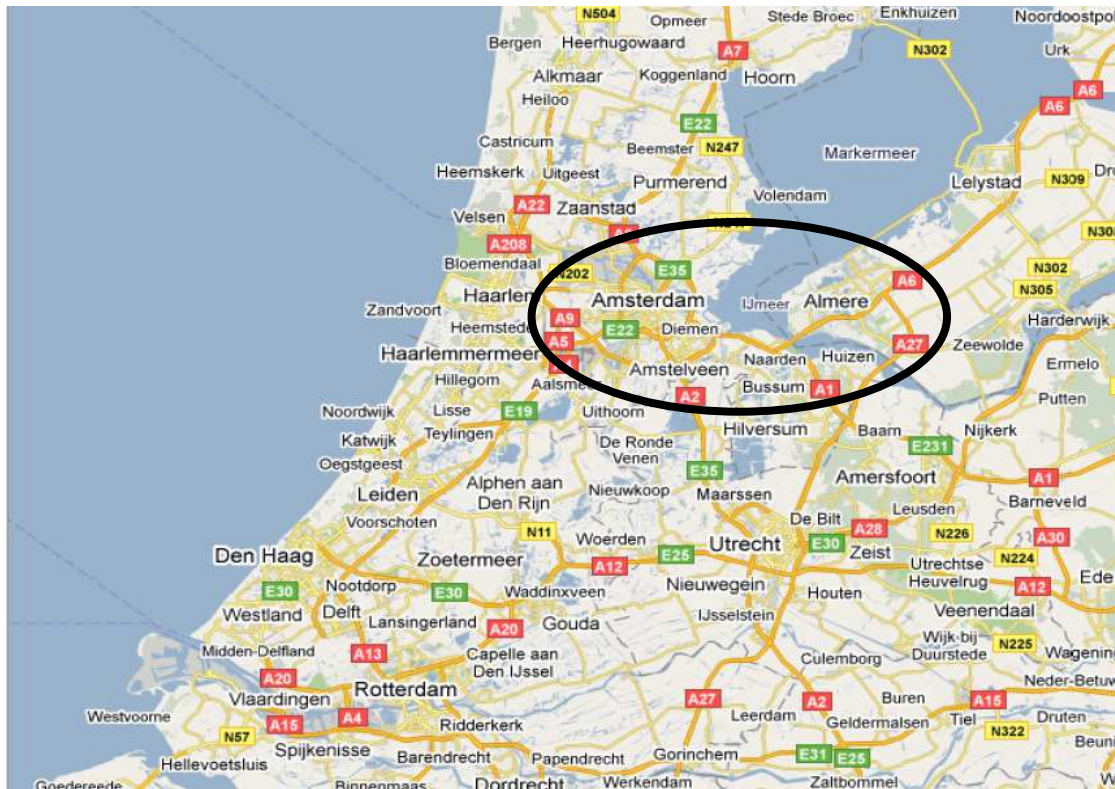 N504
Opmeer
Stede Broec
Enkhuizen
Bergen
Heerhugowaard
A7
N302
Urk
Alkmaar
Koggenland
Hoorn
A6
A6
Heiloo
E22
Castricum
Beemster
N247
Markermeer
Heemskerk
Uitgeest
Purmerend
Lelystad
N309
Volendam
A22
Zaanstad
Velsen
A208
Bloemendaal
N202
E35
N302
A6
N305
Haarlem
Amsterdam
IJmeer
Almere
Zandvoort
Harderwijk
Heemstede
A9
E22
Diemen
A5
A27
Zeewolde
Haarlemmermeer
Naarden
Huizen
Ermelo
Amstelveen
Hillegom
Aalsmeer
Bussum
A1
A2
Putten
Noordwijk
Lisse
E19
Uithoorn
Hilversum
Teylingen
Baarn
Nijkerk
Katwijk
De Ronde
Venen
E231
Oegstgeest
E35
Amersfoort
A1
Leiden
Alphen aan
Den Rijn
Nieuwkoop
Maarssen
Barneveld
Leusden
Voorschoten
De Bilt
A28
N226
N11
Woerden
Utrecht
E30
Zeist
A30
Den Haag
Zoetermeer
E25
N224
A12
Utrechtse
Heuvelrug
Nootdorp
Nieuwegein
A12
Ede
E30
E30
Waddinxveen
Houten
Westland
Delft
Lansingerland
Gouda
IJsselstein
Veenendaal
A20
Midden-Delfland
A13
Capelle aan
Den IJssel
Wijk bij
Duurstede
N225
Culemborg
A20
Rotterdam
Vlaardingen
A27
A2
Buren
A15
Westvoorne
A4
Leerdam
Tiel
Druten
A15
Ridderkerk
Geldermalsen
N57
N322
Spijkenisse
Hellevoetsluis
Barendrecht
Papendrecht
Gorinchem
E31
E25
Goedereede
Binnenmaas
Dordrecht
Werkendam
Zaltbommel